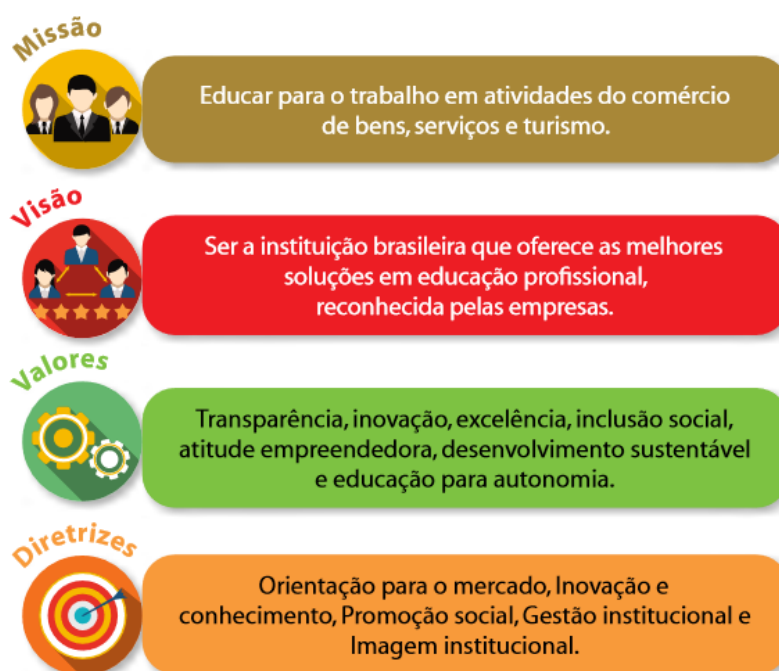 Missão
Educar para o trabalho em atividades do comércio
de bens, serviços e turismo.
Visão
Ser a instituição brasileira que oferece as melhores
soluções em educação profissional,
reconhecida pelas empresas.
Valores
Transparência, inovação, excelência, inclusão social,
atitude empreendedora, desenvolvimento sustentável
e educação para autonomia.
Diretrizes
Orientação para o mercado, Inovação e
conhecimento, Promoção social, Gestão institucional e
Imagem institucional.